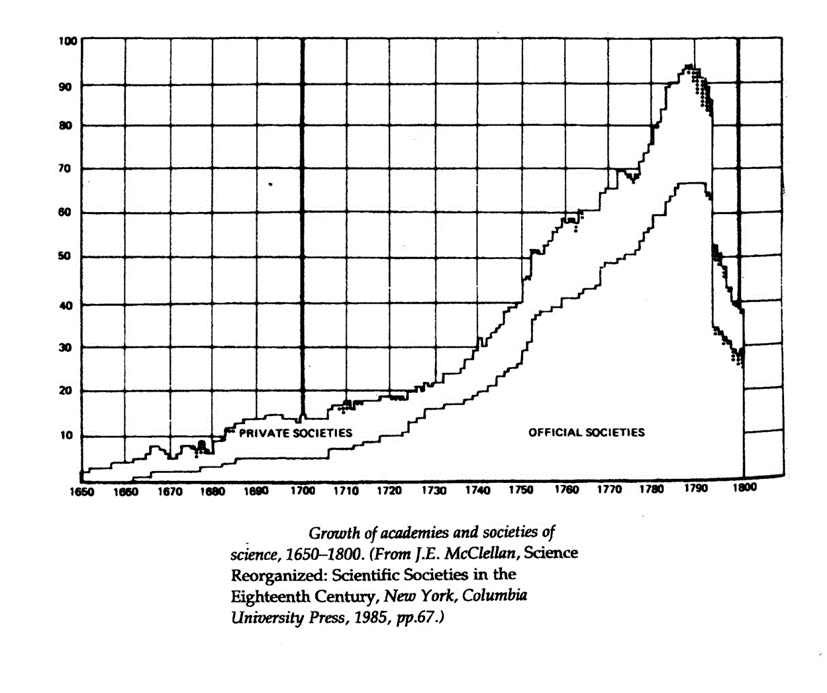 100
90
80
70
60
50
40
30
20
10
PRIVATE SOCIETIES
OFFICIAL SOCIETIES
1650 1660 1670 1680 1690 1700 1710 1720 1730 1740 1750 1760 1770 1780 1790 1800
Growth of academies and societies of
science, 1650–1800. (From J.E. McClellan, Science
Reorganized: Scientific Societies in the
Eighteenth Century, New York, Columbia
University Press, 1985, pp.67.)